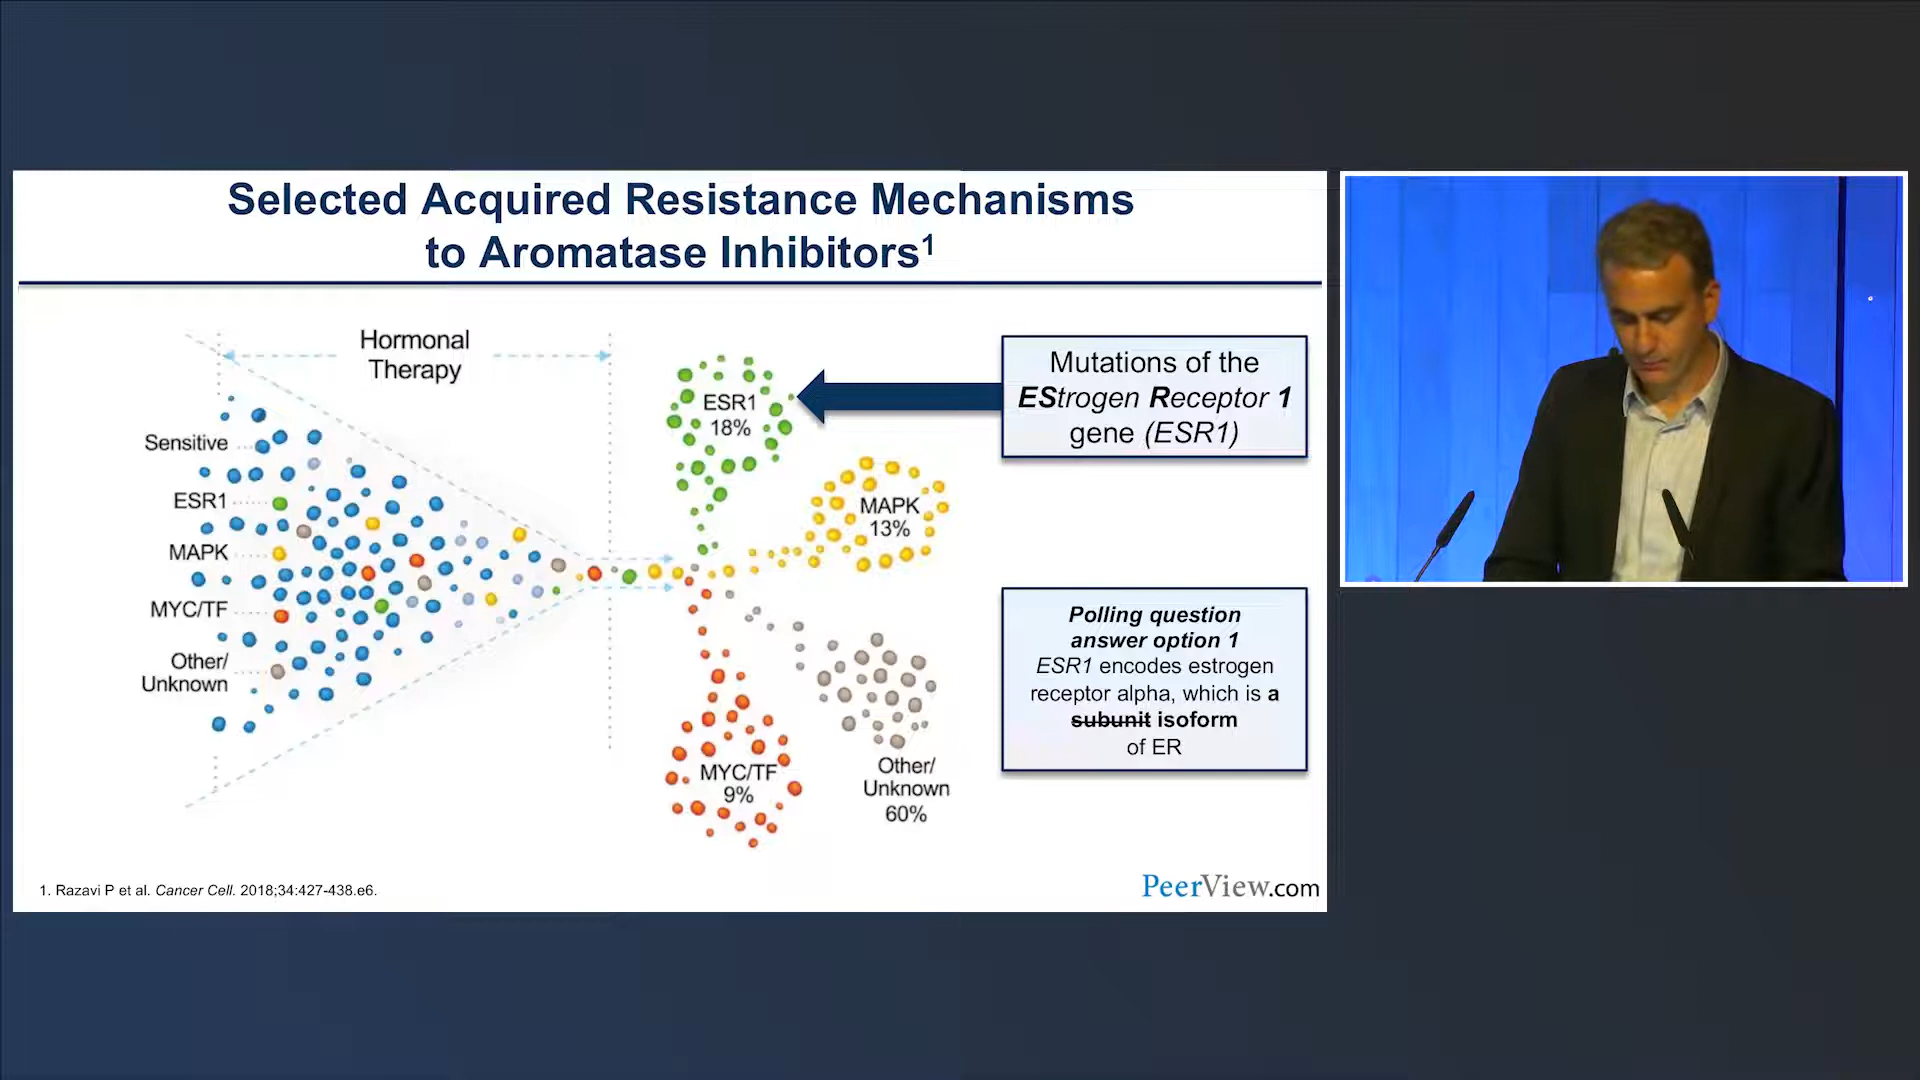 Selected Acquired Resistance Mechanisms
to Aromatase Inhibitors¹
Hormonal
Therapy
Sensitive
ESR1
MAPK
MYC/TF
Other/
Unknown
ESR1
18%
MAPK
13%
MYC/TF
9%
Other/
Unknown
60%
Mutations of the
EStrogen Receptor 1
gene (ESR1)
Polling question
answer option 1
ESR1 encodes estrogen
receptor alpha, which is a
subunit isoform
of ER
1. Razavi P et al. Cancer Cell. 2018;34:427-438.e6.
PeerView.com